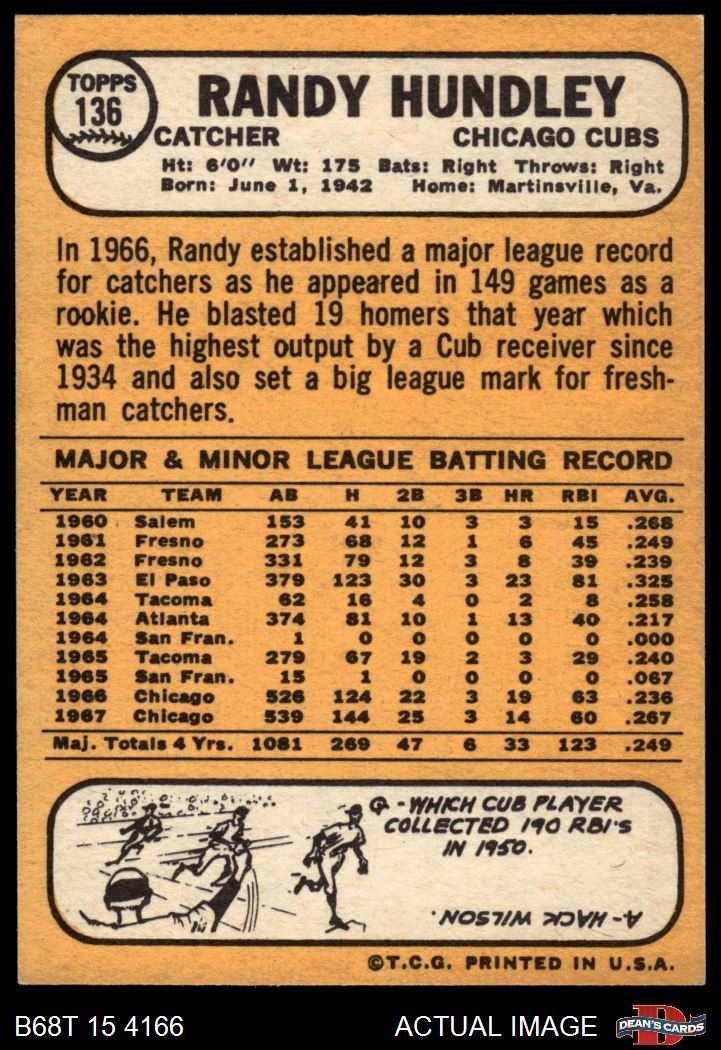 TOPPS
136
RANDY HUNDLEY
CATCHER CHICAGO CUBS
Ht: 6'0" Wt: 175 Bats: Right Throws: Right
Born: June 1, 1942 Home: Martinsville, Va.
In 1966, Randy established a major league record
for catchers as he appeared in 149 games as a
rookie. He blasted 19 homers that year which
was the highest output by a Cub receiver since
1934 and also set a big league mark for fresh-
man catchers.
MAJOR & MINOR LEAGUE BATTING RECORD
YEAR TEAM AB H 2B 3B HR RBI AVG.
1960 Salem 153 41 10 3 3 15 .268
1961 Fresno 273 68 12 1 6 45 .249
1962 Fresno 331 79 12 3 8 39 .239
1963 El Paso 379 123 30 3 23 81 .325
1964 Tacoma 62 16 4 0 2 8 .258
1964 Atlanta 374 81 10 1 13 40 .217
1964 San Fran. 1 0 0 0 0 0 .000
1965 Tacoma 279 67 19 2 3 29 .240
1965 San Fran. 15 1 0 0 0 0 .067
1966 Chicago 526 124 22 3 19 63 .236
1967 Chicago 539 144 25 3 14 60 .267
Maj. Totals 4 Yrs. 1081 269 47 6 33 123 .249
Q - WHICH CUB PLAYER
COLLECTED 190 RBI'S
IN 1950.
A- HACK WILSON.
©T.C.G. PRINTED IN U.S.A.
B68T 15 4166 ACTUAL IMAGE DEAN'S CARDS